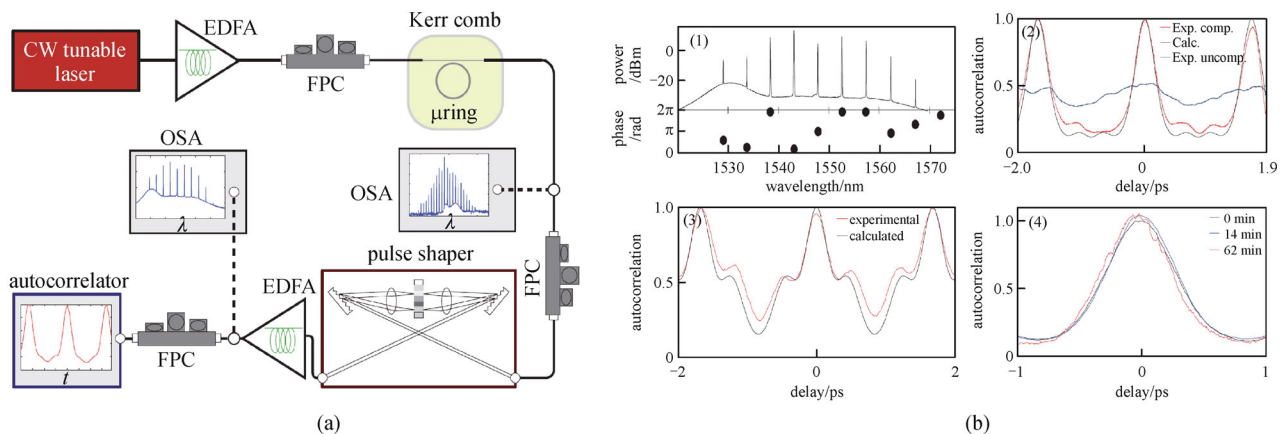 EDFA
CW tunable
laser
FPC
Kerr comb
μring
OSA
λ
OSA
λ
FPC
pulse shaper
EDFA
autocorrelator
t
FPC
(a)
(1)
power
/dBm
0
−20
2π
phase
/rad
π
0
1530 1540 1550 1560 1570
wavelength/nm
(2)
Exp. comp.
Calc.
Exp. uncomp.
autocorrelation
1.0
0.5
0
−2.0 0 1.9
delay/ps
(3)
experimental
calculated
autocorrelation
1.0
0.5
0
−2 0 2
delay/ps
(4)
0 min
14 min
62 min
autocorrelation
1.0
0.5
0
−1 0 1
delay/ps
(b)